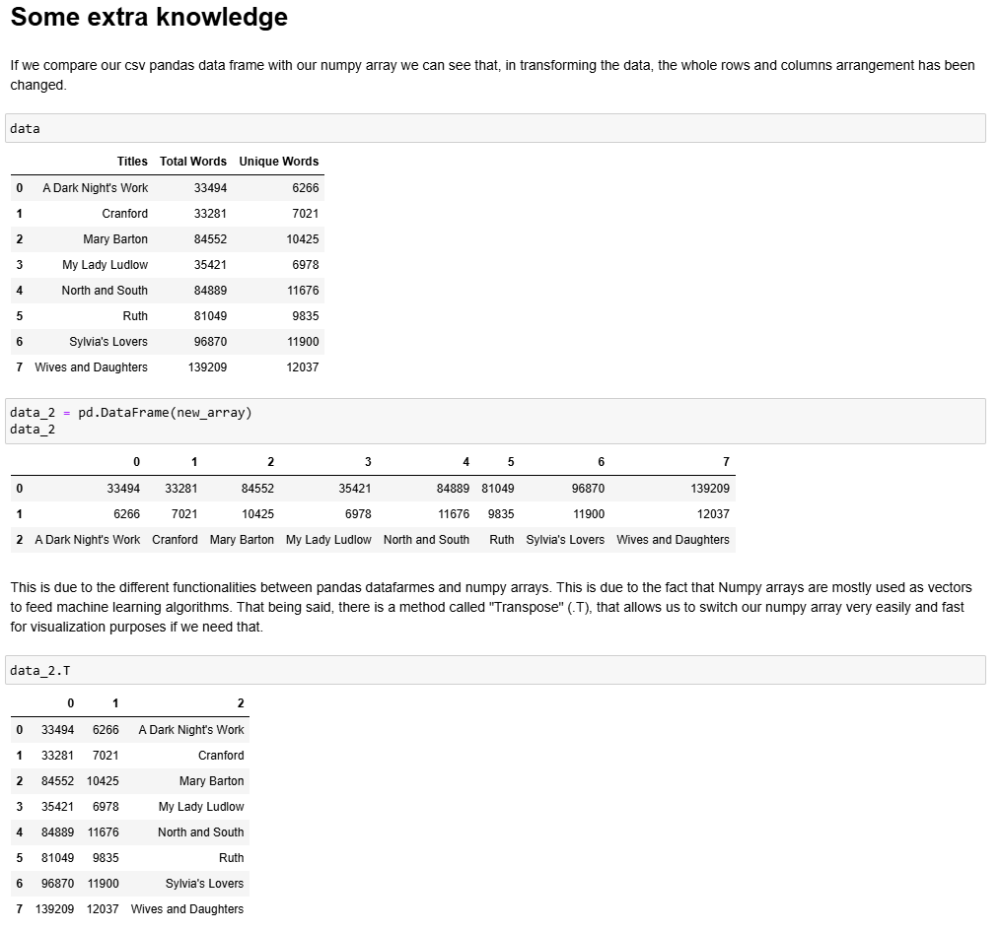 Some extra knowledge
If we compare our csv pandas data frame with our numpy array we can see that, in transforming the data, the whole rows and columns arrangement has been
changed.
data
Titles Total Words Unique Words
0 A Dark Night's Work 33494 6266
1 Cranford 33281 7021
2 Mary Barton 84552 10425
3 My Lady Ludlow 35421 6978
4 North and South 84889 11676
5 Ruth 81049 9835
6 Sylvia's Lovers 96870 11900
7 Wives and Daughters 139209 12037
data_2 = pd.DataFrame(new_array)
data_2
0 1 2 3 4 5 6 7
0 33494 33281 84552 35421 84889 81049 96870 139209
1 6266 7021 10425 6978 11676 9835 11900 12037
2 A Dark Night's Work Cranford Mary Barton My Lady Ludlow North and South Ruth Sylvia's Lovers Wives and Daughters
This is due to the different functionalities between pandas datafarmes and numpy arrays. This is due to the fact that Numpy arrays are mostly used as vectors
to feed machine learning algorithms. That being said, there is a method called "Transpose" (.T), that allows us to switch our numpy array very easily and fast
for visualization purposes if we need that.
data_2.T
0 1 2
0 33494 6266 A Dark Night's Work
1 33281 7021 Cranford
2 84552 10425 Mary Barton
3 35421 6978 My Lady Ludlow
4 84889 11676 North and South
5 81049 9835 Ruth
6 96870 11900 Sylvia's Lovers
7 139209 12037 Wives and Daughters